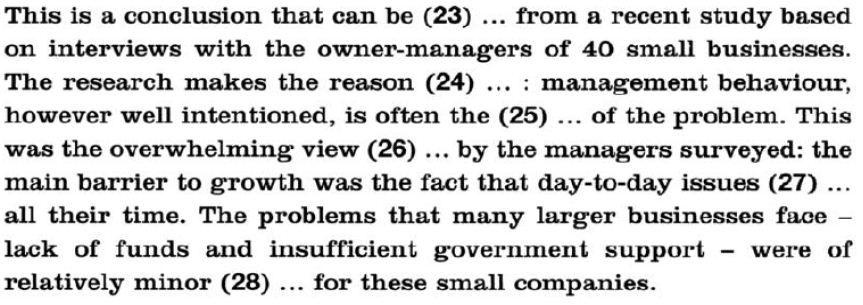 This is a conclusion that can be (23) ... from a recent study based
on interviews with the owner-managers of 40 small businesses.
The research makes the reason (24) ... : management behaviour,
however well intentioned, is often the (25) ... of the problem. This
was the overwhelming view (26) ... by the managers surveyed: the
main barrier to growth was the fact that day-to-day issues (27) ...
all their time. The problems that many larger businesses face –
lack of funds and insufficient government support – were of
relatively minor (28) ... for these small companies.